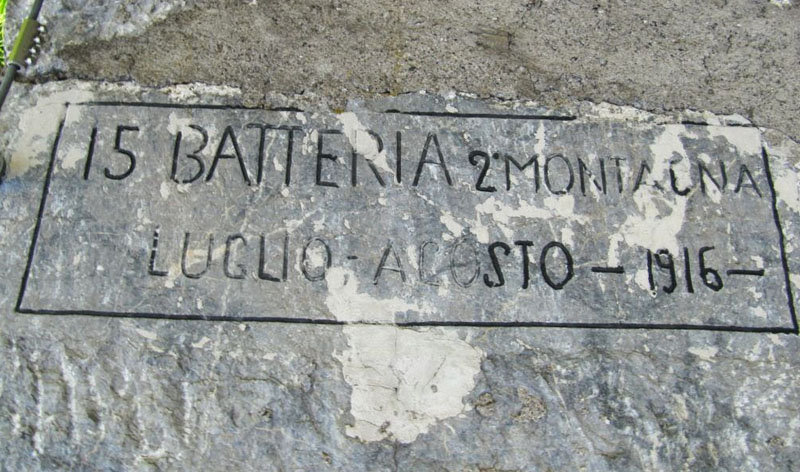 15 BATTERIA 2ª MONTAGNA
LUGLIO - AGOSTO - 1916 -